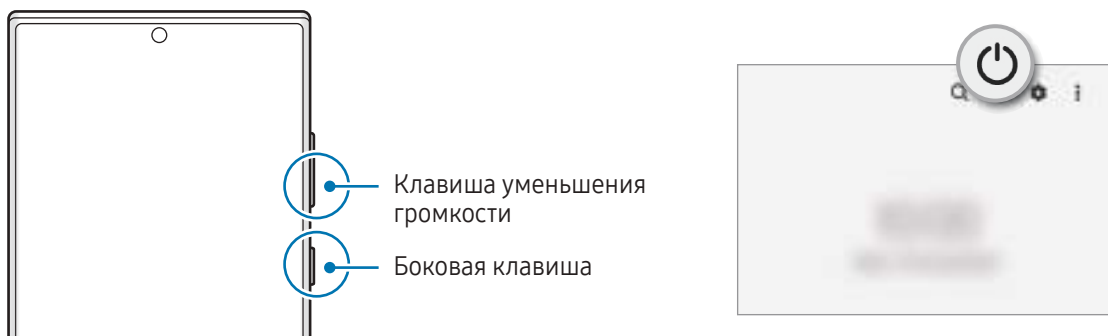 Клавиша уменьшения
громкости
Боковая клавиша